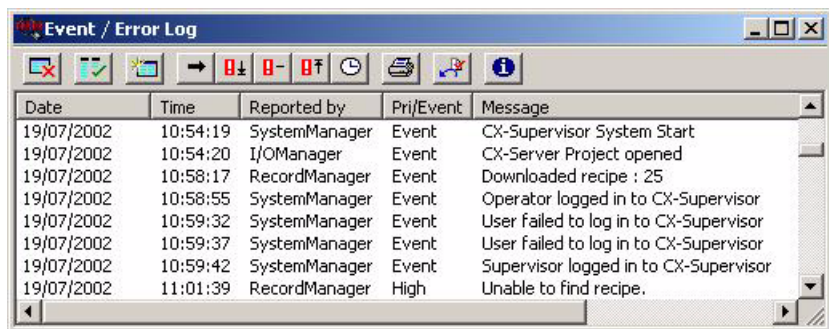 Event / Error Log
Date Time Reported by Pri/Event Message
19/07/2002 10:54:19 SystemManager Event CX-Supervisor System Start
19/07/2002 10:54:20 I/OManager Event CX-Server Project opened
19/07/2002 10:58:17 RecordManager Event Downloaded recipe : 25
19/07/2002 10:58:55 SystemManager Event Operator logged in to CX-Supervisor
19/07/2002 10:59:32 SystemManager Event User failed to log in to CX-Supervisor
19/07/2002 10:59:37 SystemManager Event User failed to log in to CX-Supervisor
19/07/2002 10:59:42 SystemManager Event Supervisor logged in to CX-Supervisor
19/07/2002 11:01:39 RecordManager High Unable to find recipe.